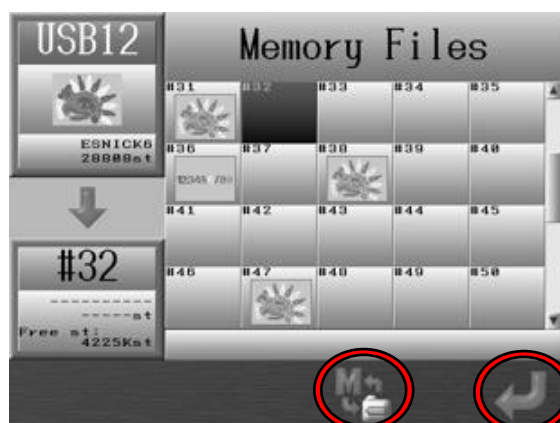 USB12
Memory Files
ESNICK6
28808st
#31 #32 #33 #34 #35
#36 #37 #38 #39 #40
#41 #42 #43 #44 #45
#32
#46 #47 #48 #49 #50
----------
-----st
Free st:
4225Kst
M